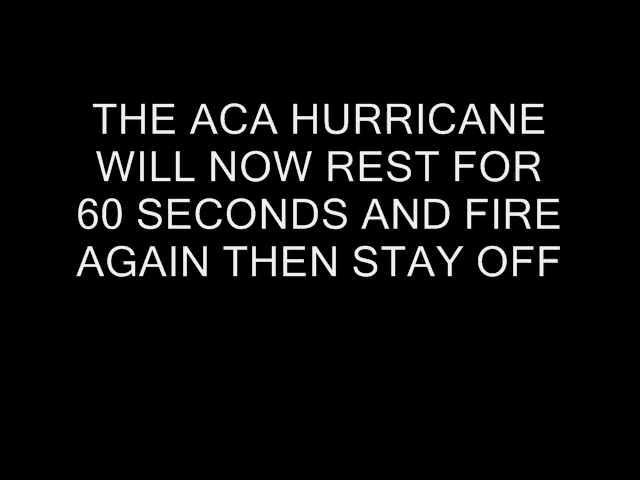 THE ACA HURRICANE
WILL NOW REST FOR
60 SECONDS AND FIRE
AGAIN THEN STAY OFF